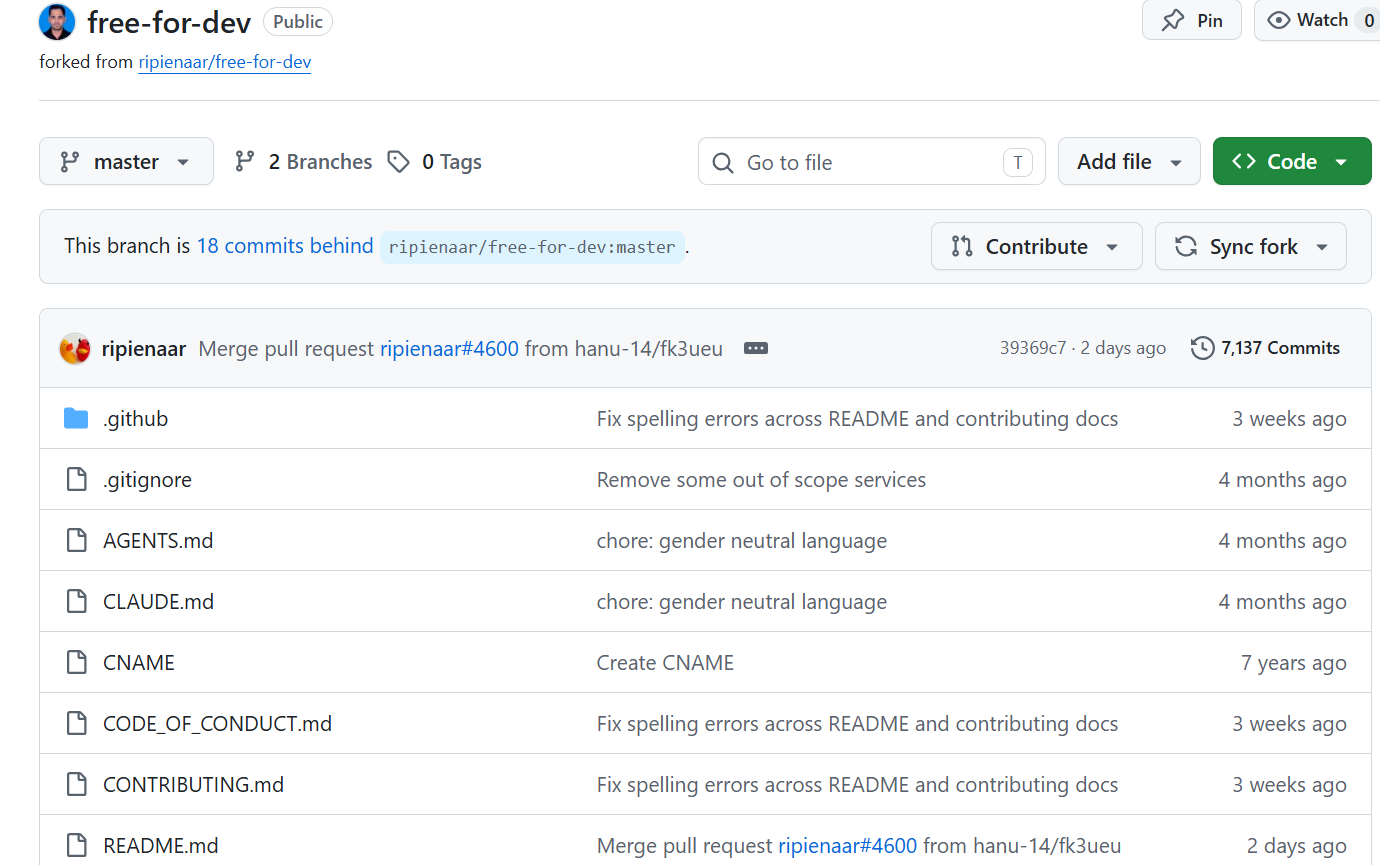 free-for-dev Public Pin Watch 0
forked from ripienaar/free-for-dev
master 2 Branches 0 Tags Go to file T Add file Code
This branch is 18 commits behind ripienaar/free-for-dev:master . Contribute Sync fork
ripienaar Merge pull request ripienaar#4600 from hanu-14/fk3ueu 39369c7 · 2 days ago 7,137 Commits
.github Fix spelling errors across README and contributing docs 3 weeks ago
.gitignore Remove some out of scope services 4 months ago
AGENTS.md chore: gender neutral language 4 months ago
CLAUDE.md chore: gender neutral language 4 months ago
CNAME Create CNAME 7 years ago
CODE_OF_CONDUCT.md Fix spelling errors across README and contributing docs 3 weeks ago
CONTRIBUTING.md Fix spelling errors across README and contributing docs 3 weeks ago
README.md Merge pull request ripienaar#4600 from hanu-14/fk3ueu 2 days ago